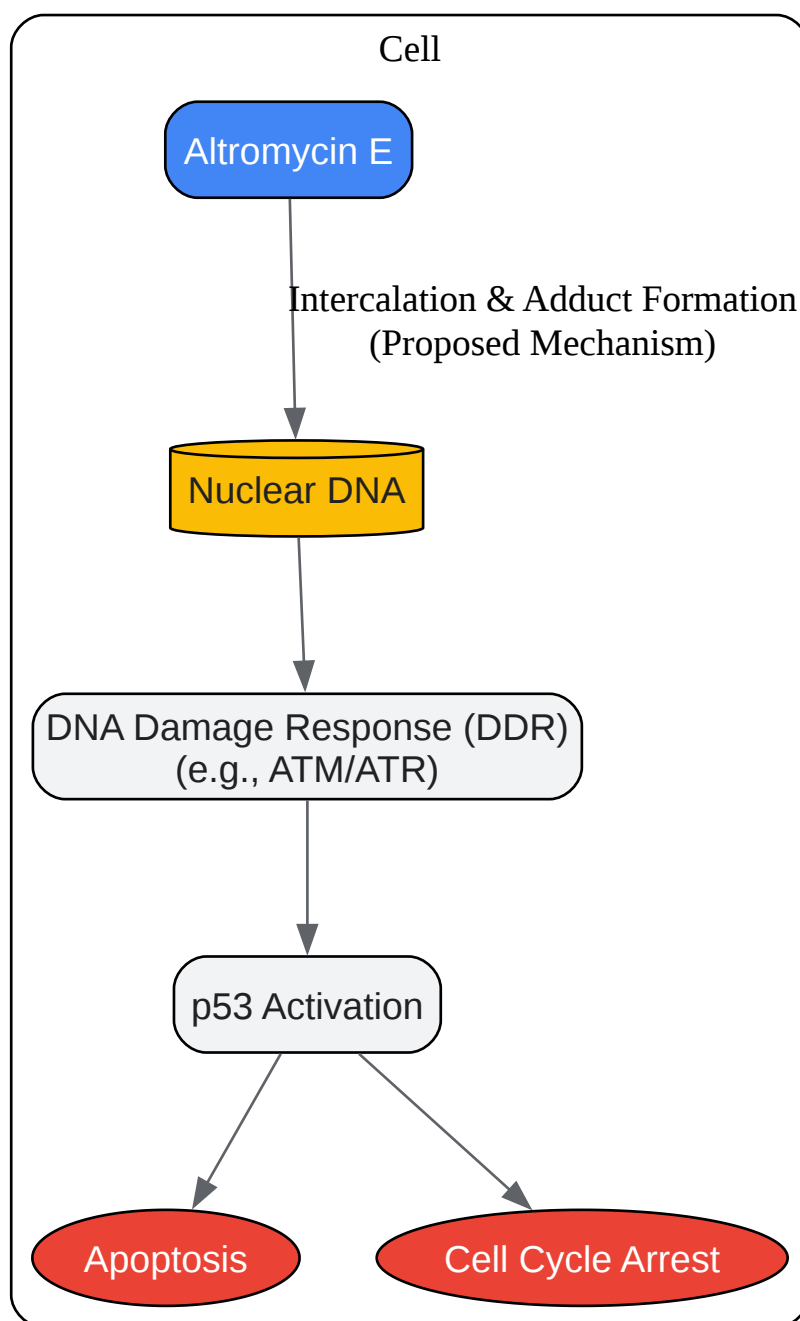 Cell
Altromycin E
Intercalation & Adduct Formation
(Proposed Mechanism)
Nuclear DNA
DNA Damage Response (DDR)
(e.g., ATM/ATR)
p53 Activation
Apoptosis
Cell Cycle Arrest